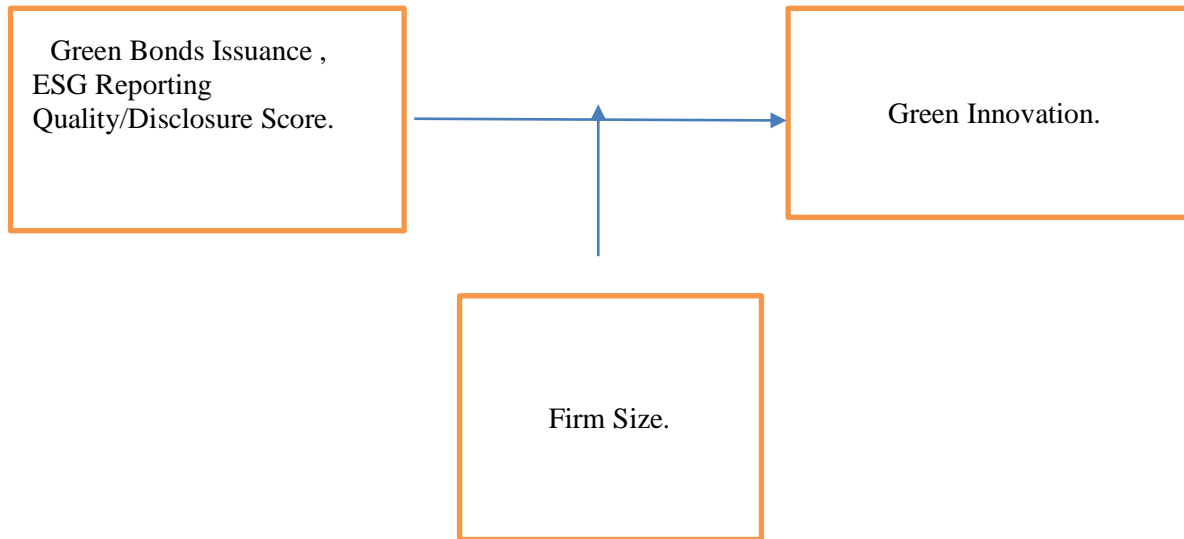 Green Bonds Issuance ,
ESG Reporting
Quality/Disclosure Score.
Green Innovation.
Firm Size.